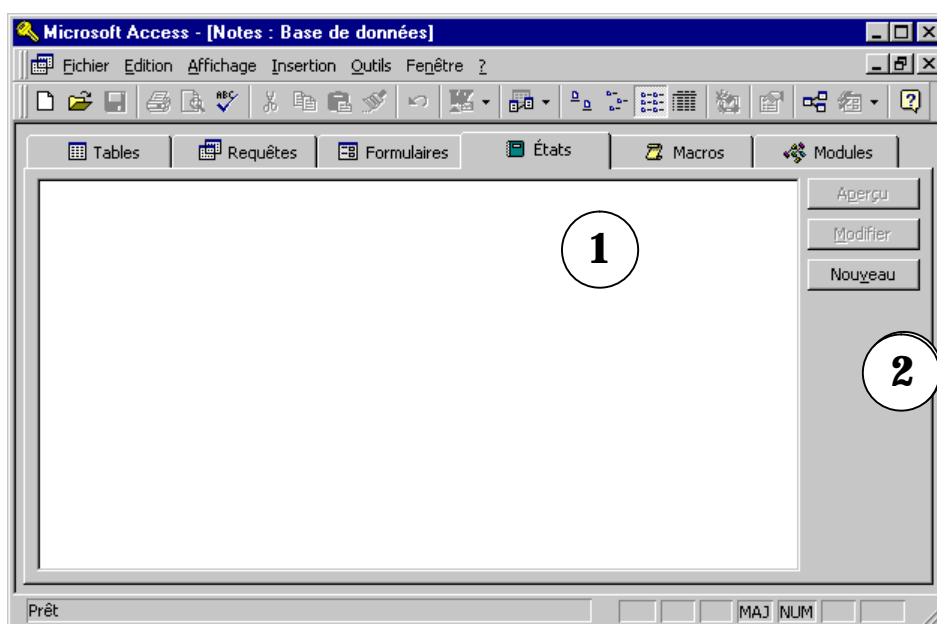 Microsoft Access - [Notes : Base de données]
Fichier Edition Affichage Insertion Outils Fenêtre ?
ABC
Tables Requêtes Formulaires États Macros Modules
Aperçu
1
Modifier
Nouveau
2
Prêt MAJ NUM